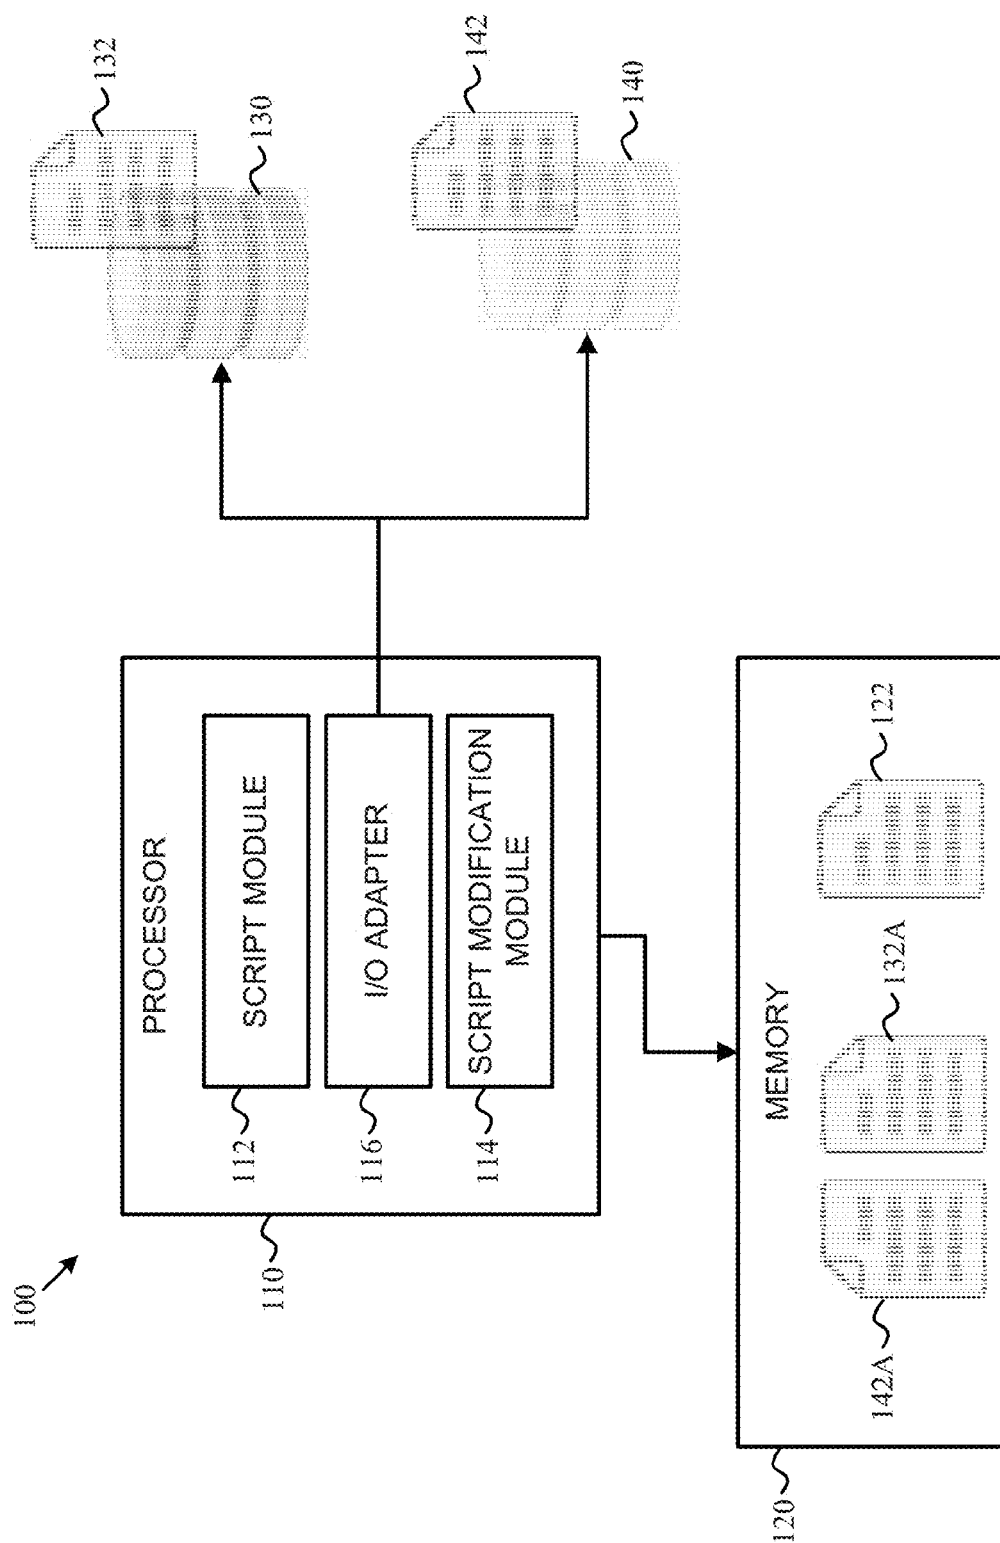 100
110
PROCESSOR
112
SCRIPT MODULE
116
I/O ADAPTER
114
SCRIPT MODIFICATION
MODULE
132
130
142
140
120
MEMORY
142A
132A
122